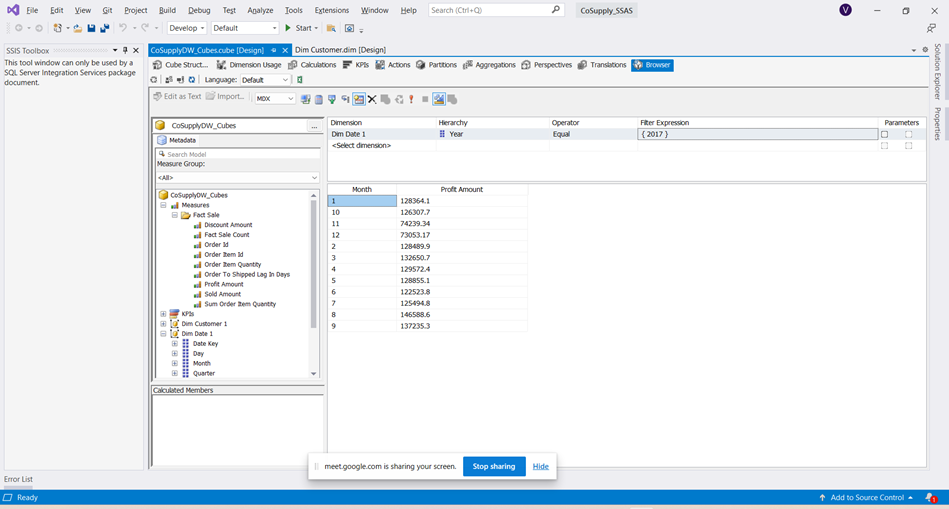 File Edit View Git Project Build Debug Test Analyze Tools Extensions Window Help Search (Ctrl+Q) CoSupply_SSAS V
Develop Default Start
SSIS Toolbox
This tool window can only be used by a
SQL Server Integration Services package
document.
CoSupplyDW_Cubes.cube [Design] Dim Customer.dim [Design]
Cube Struct... Dimension Usage Calculations KPIs Actions Partitions Aggregations Perspectives Translations Browser
Language: Default
Edit as Text Import... MDX
CoSupplyDW_Cubes ...
Metadata
Search Model
Measure Group:
<All>
CoSupplyDW_Cubes
Measures
Fact Sale
Discount Amount
Fact Sale Count
Order Id
Order Item Id
Order Item Quantity
Order To Shipped Lag In Days
Profit Amount
Sold Amount
Sum Order Item Quantity
KPIs
Dim Customer 1
Dim Date 1
Date Key
Day
Month
Quarter
Calculated Members
Dimension Hierarchy Operator Filter Expression Parameters
Dim Date 1 Year Equal { 2017 }
<Select dimension>
Month Profit Amount
1 128364.1
10 126307.7
11 74239.34
12 73053.17
2 128489.9
3 132650.7
4 129572.4
5 128855.1
6 122523.8
7 125494.8
8 146588.6
9 137235.3
Solution Explorer
Properties
meet.google.com is sharing your screen. Stop sharing Hide
Error List
Ready Add to Source Control 1